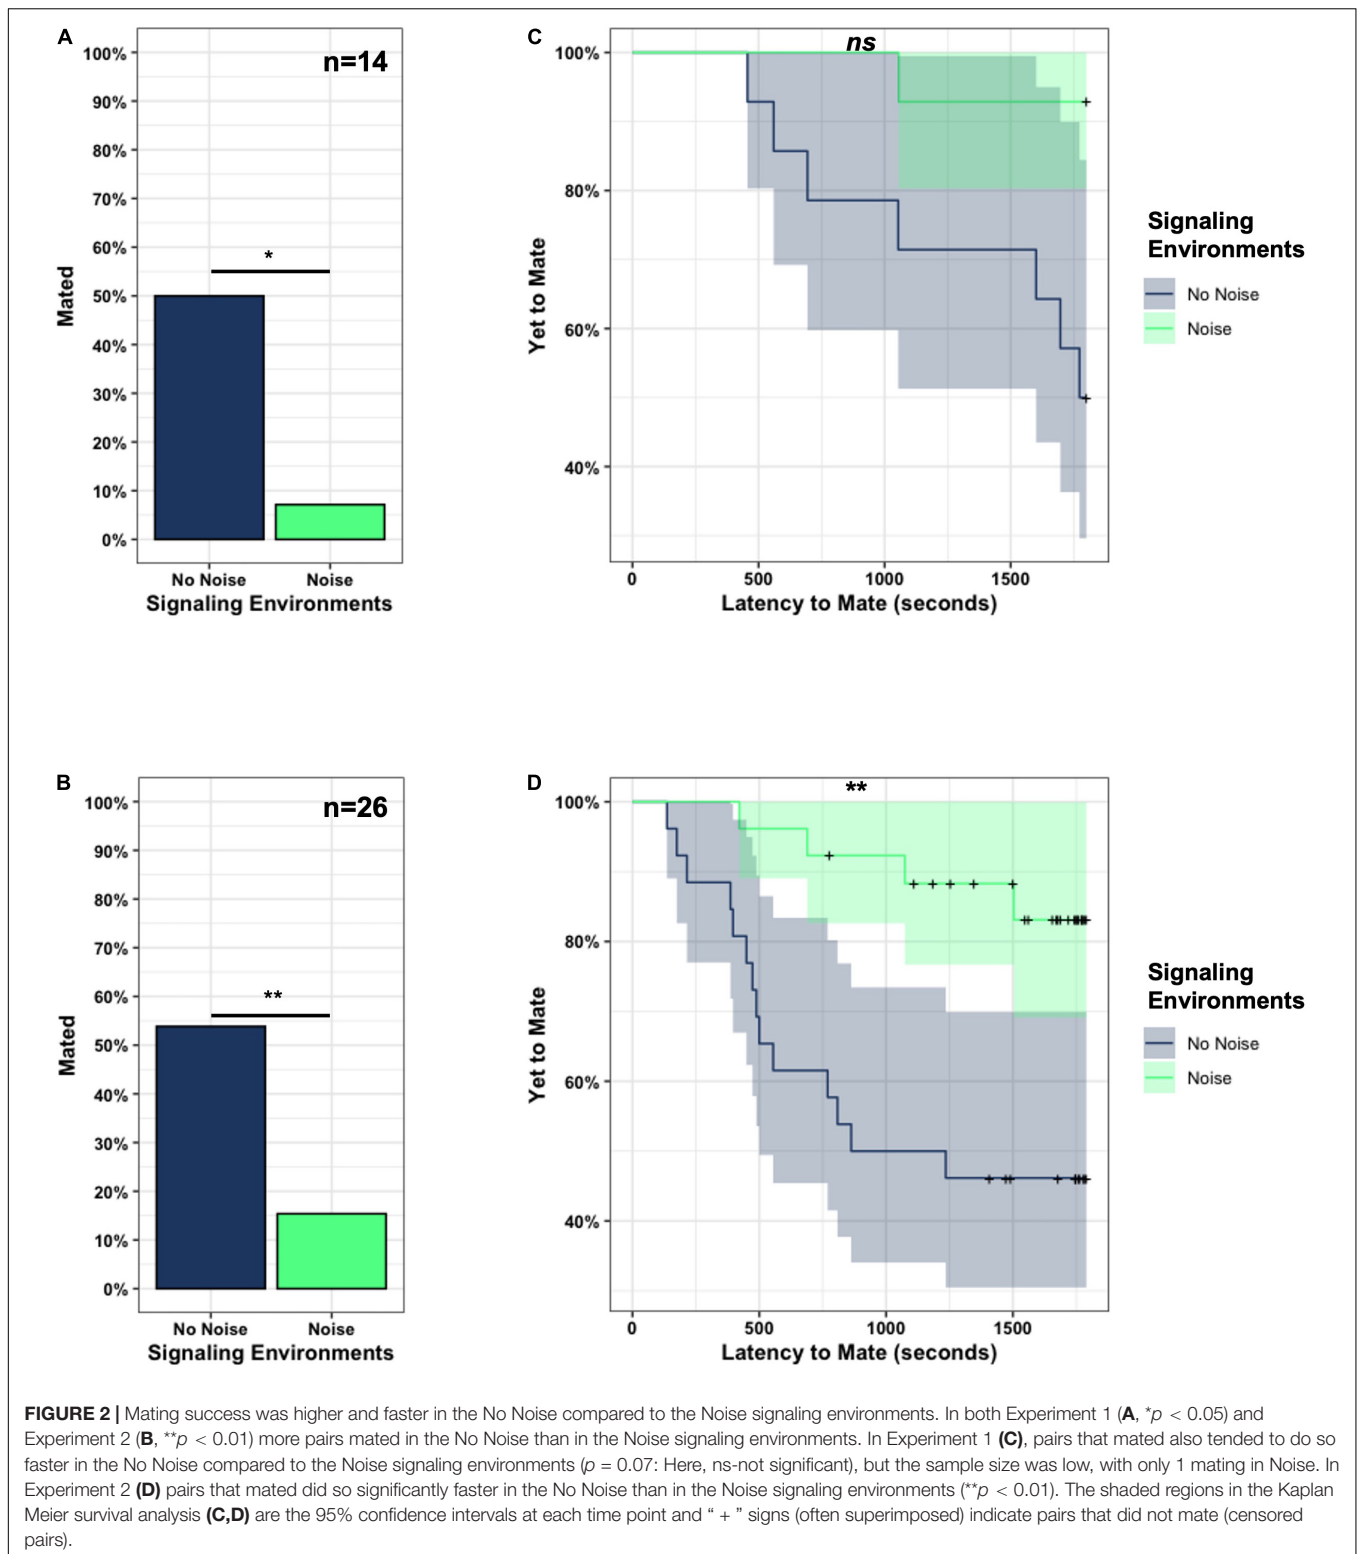 A
100%
90%
80%
70%
60%
50%
40%
30%
20%
10%
0%
n=14
*
Mated
No Noise
Noise
Signaling Environments
C
100%
80%
60%
40%
ns
Yet to Mate
0
500
1000
1500
Latency to Mate (seconds)
Signaling
Environments
No Noise
Noise
B
100%
90%
80%
70%
60%
50%
40%
30%
20%
10%
0%
n=26
**
Mated
No Noise
Noise
Signaling Environments
D
100%
80%
60%
40%
**
Yet to Mate
0
500
1000
1500
Latency to Mate (seconds)
Signaling
Environments
No Noise
Noise
FIGURE 2 | Mating success was higher and faster in the No Noise compared to the Noise signaling environments. In both Experiment 1 (A, *p < 0.05) and
Experiment 2 (B, **p < 0.01) more pairs mated in the No Noise than in the Noise signaling environments. In Experiment 1 (C), pairs that mated also tended to do so
faster in the No Noise compared to the Noise signaling environments (p = 0.07: Here, ns-not significant), but the sample size was low, with only 1 mating in Noise. In
Experiment 2 (D) pairs that mated did so significantly faster in the No Noise than in the Noise signaling environments (**p < 0.01). The shaded regions in the Kaplan
Meier survival analysis (C,D) are the 95% confidence intervals at each time point and “ + ” signs (often superimposed) indicate pairs that did not mate (censored
pairs).